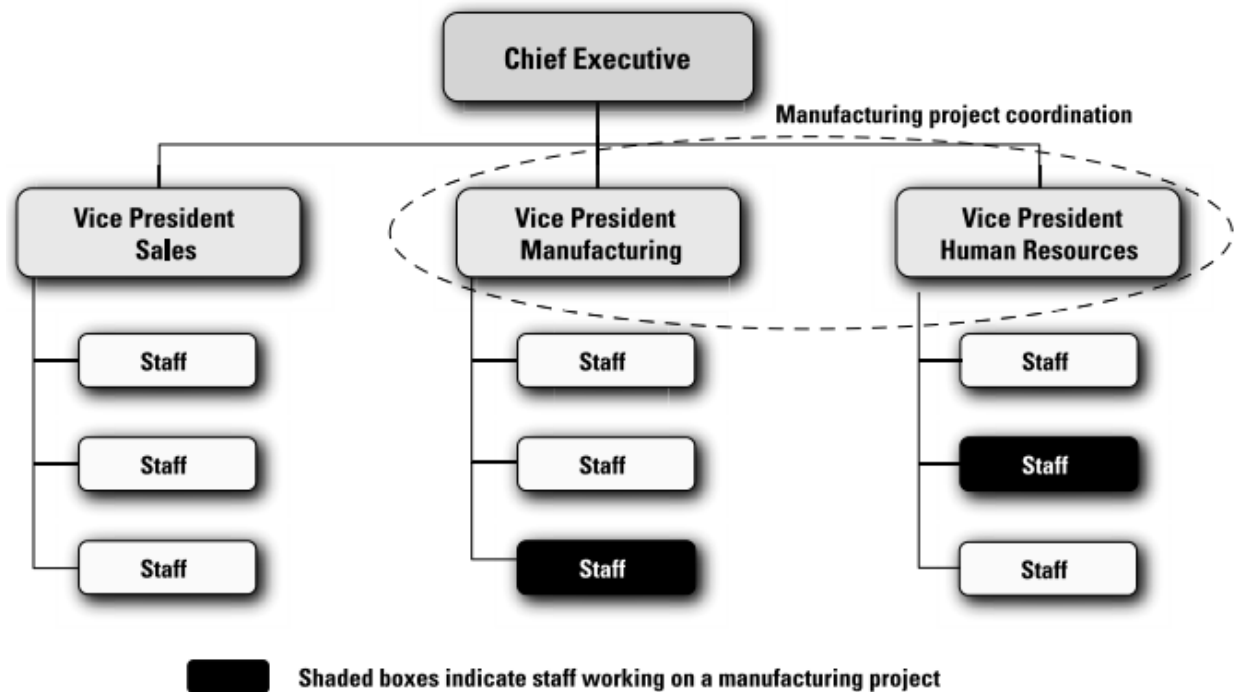 Chief Executive
Manufacturing project coordination
Vice President
Sales
Vice President
Manufacturing
Vice President
Human Resources
Staff
Staff
Staff
Staff
Staff
Staff
Staff
Staff
Staff
Shaded boxes indicate staff working on a manufacturing project